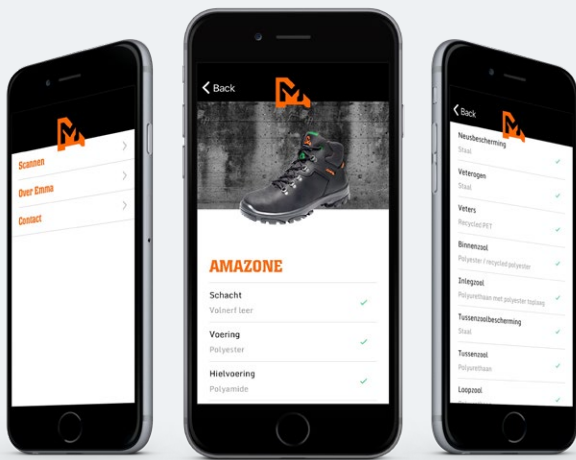 Scannen
Over Emma
Contact
Back
AMAZONE
Schacht
Volnerf leer
Voering
Polyester
Hielvoering
Polyamide
Back
Neusbescherming
Staal
Veterogen
Staal
Veters
Recycled PET
Binnenzool
Polyester / recycled polyester
Inlegzool
Polyurethaan met polyester toplaag
Tussenzoolbescherming
Staal
Tussenzool
Polyurethaan
Loopzool